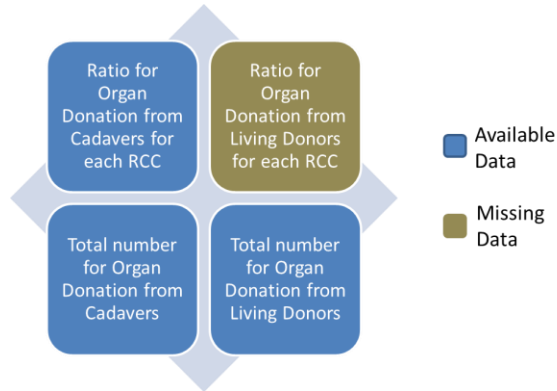 Ratio for
Organ
Donation from
Cadavers for
each RCC
Ratio for
Organ
Donation from
Living Donors
for each RCC
Total number
for Organ
Donation from
Cadavers
Total number
for Organ
Donation from
Living Donors
Available
Data
Missing
Data